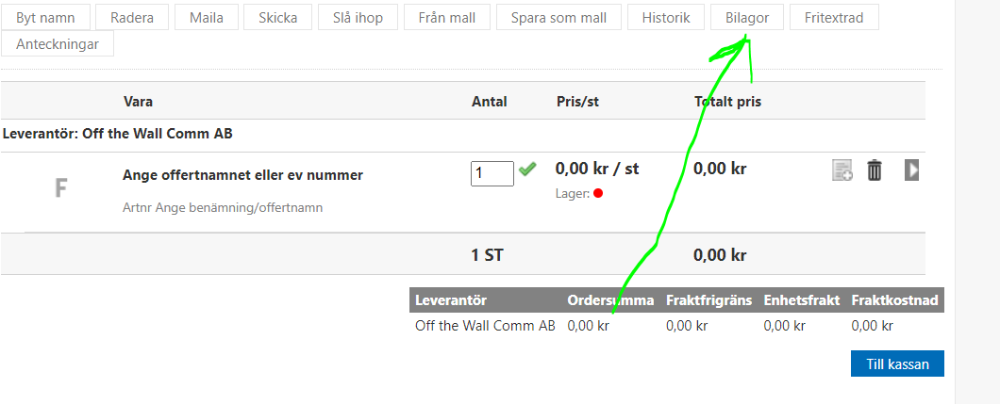 Byt namn Radera Maila Skicka Slå ihop Från mall Spara som mall Historik Bilagor Fritextrad
Anteckningar
Vara Antal Pris/st Totalt pris
Leverantör: Off the Wall Comm AB
F Ange offertnamnet eller ev nummer 1 0,00 kr / st 0,00 kr
Artnr Ange benämning/offertnamn Lager:
1 ST 0,00 kr
Leverantör Ordersumma Fraktfrigräns Enhetsfrakt Fraktkostnad
Off the Wall Comm AB 0,00 kr 0,00 kr 0,00 kr 0,00 kr
Till kassan